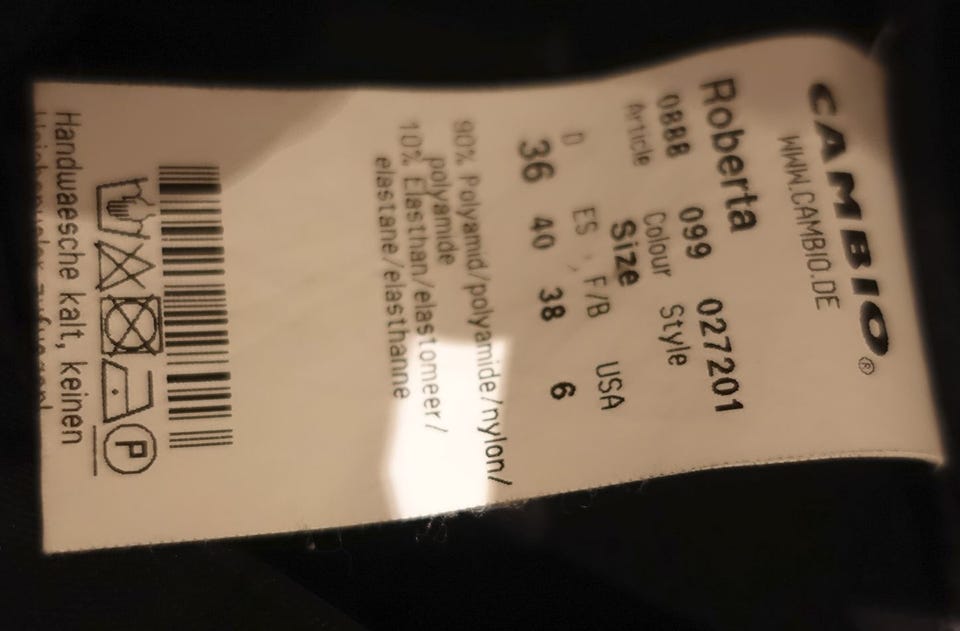 CAMBIO®
WWW.CAMBIO.DE
Roberta
0888 099 027201
Article Colour Style
Size
D ES F/B USA
36 40 38 6
90% Polyamid/polyamide/nylon/
polyamide
10% Elasthan/elastomeer/
elastane/elasthanne
P
Handwaesche kalt, keinen